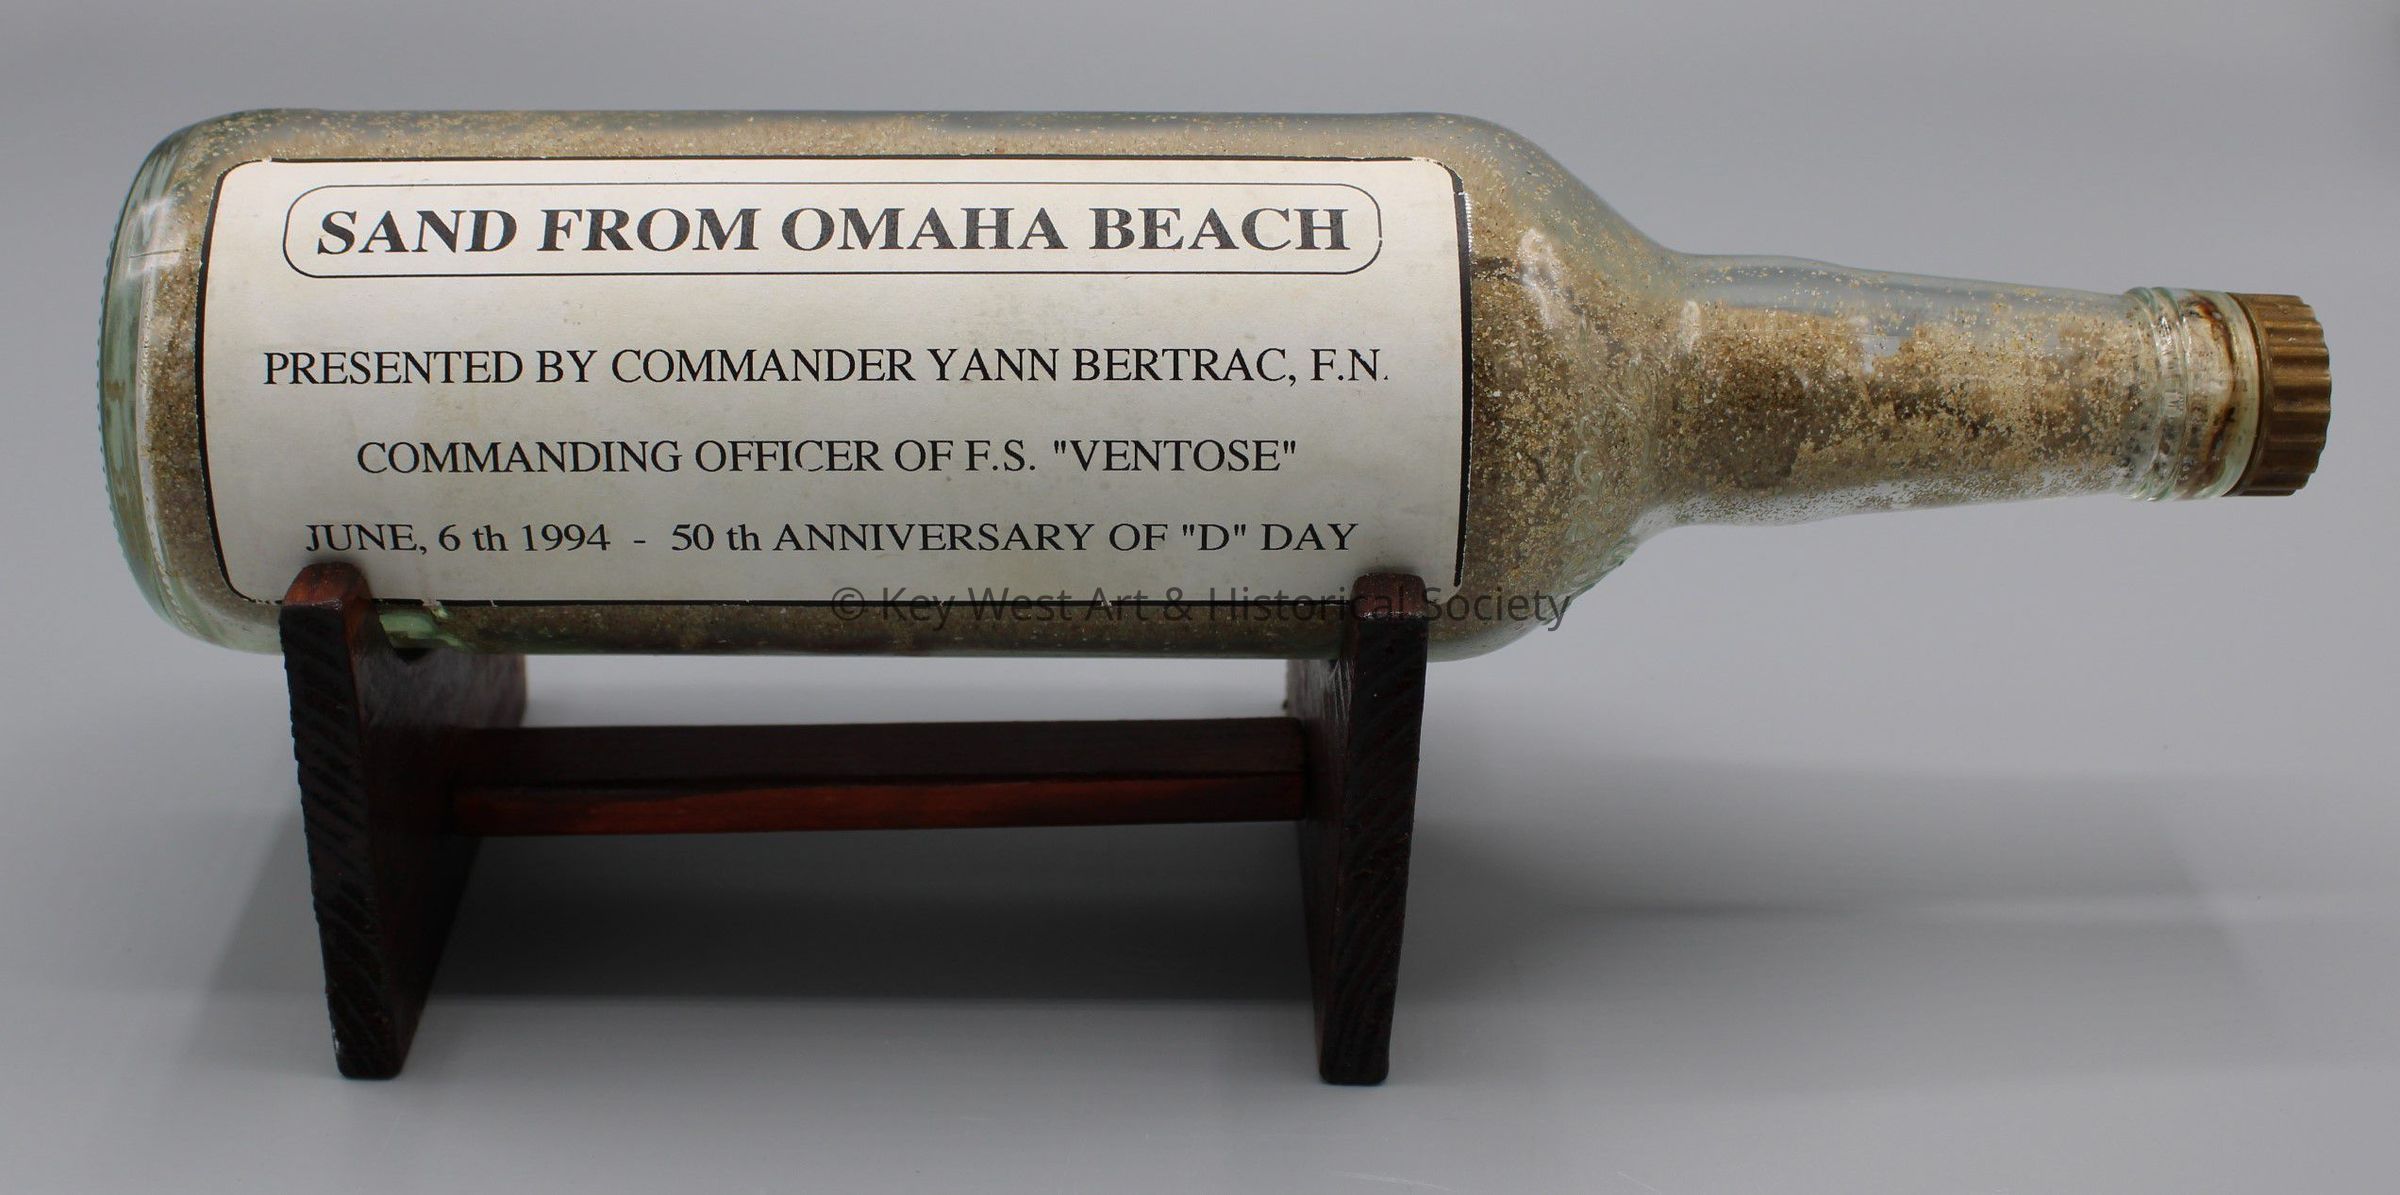 SAND FROM OMAHA BEACH
PRESENTED BY COMMANDER YANN BERTRAC, F.N.
COMMANDING OFFICER OF F.S. "VENTOSE"
JUNE, 6 th 1994 - 50 th ANNIVERSARY OF "D" DAY
© Key West Art & Historical Society